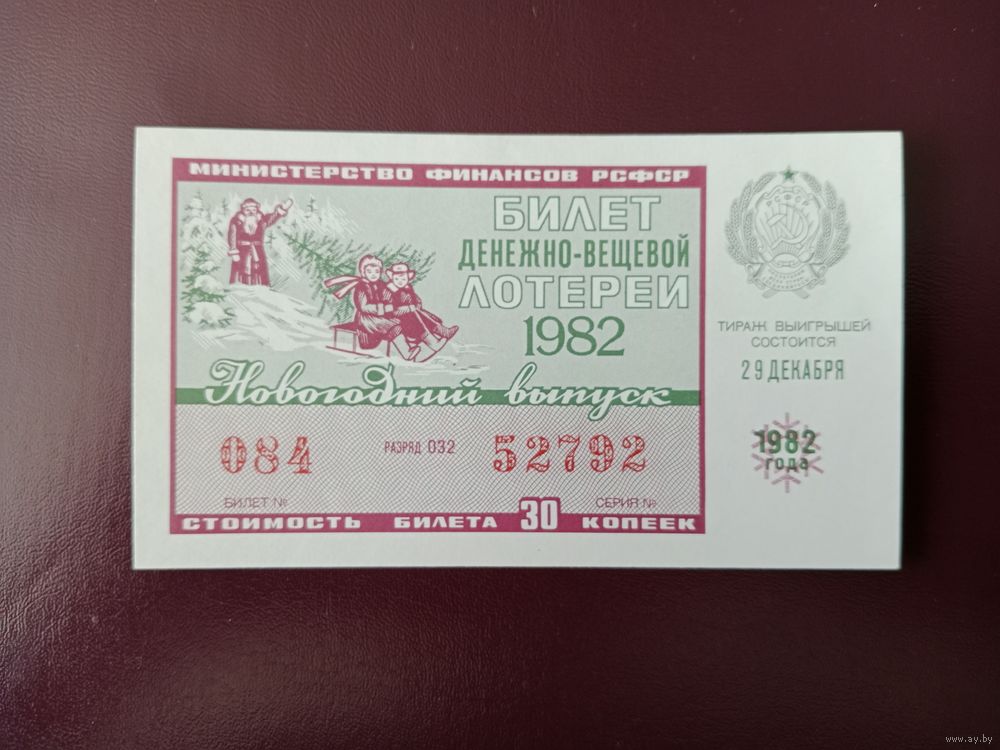 МИНИСТЕРСТВО ФИНАНСОВ РСФСР
БИЛЕТ
ДЕНЕЖНО-ВЕЩЕВОЙ
ЛОТЕРЕИ
1982
Новогодний выпуск
084 РАЗРЯД 032 52792
БИЛЕТ № СЕРИЯ №
СТОИМОСТЬ БИЛЕТА 30 КОПЕЕК
РСФСР
ТИРАЖ ВЫИГРЫШЕЙ
СОСТОИТСЯ
29 ДЕКАБРЯ
1982
года
www.ay.by